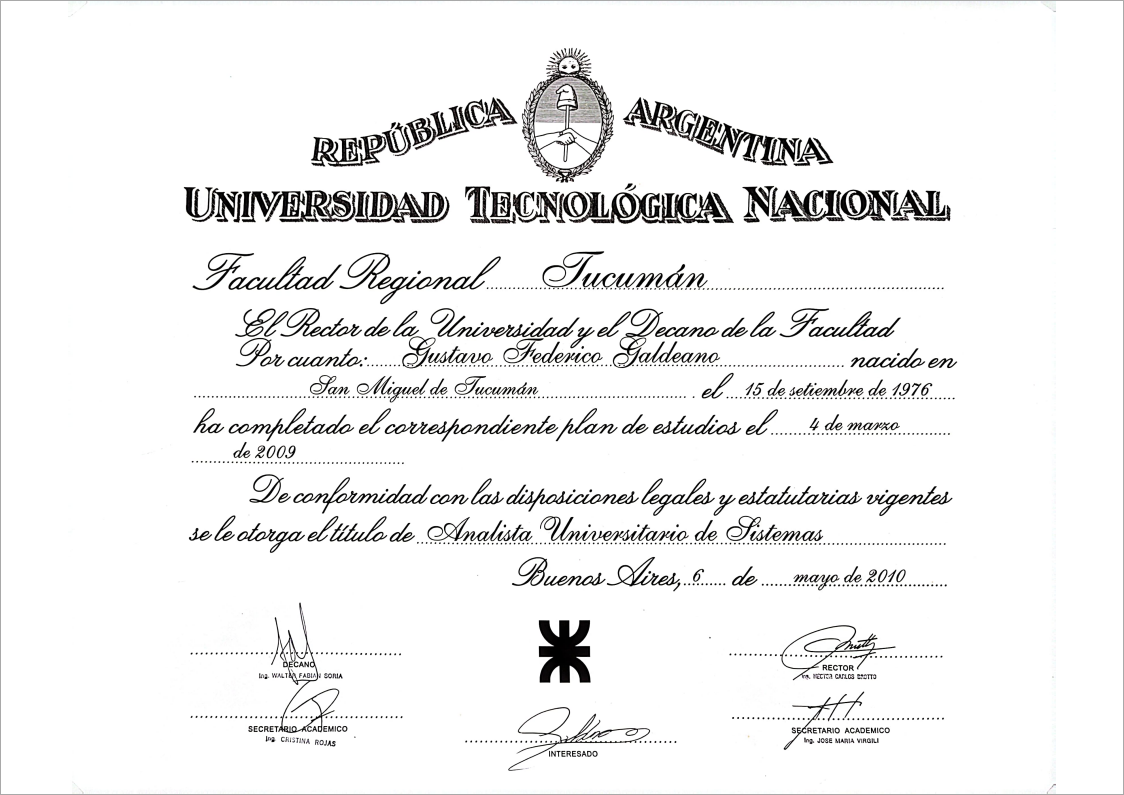 REPÚBLICA ARGENTINA
UNIVERSIDAD TECNOLÓGICA NACIONAL
Facultad Regional Tucumán
El Rector de la Universidad y el Decano de la Facultad
Por cuanto: Gustavo Federico Galdeano nacido en
San Miguel de Tucumán el 15 de setiembre de 1976
ha completado el correspondiente plan de estudios el 4 de marzo
de 2009
De conformidad con las disposiciones legales y estatutarias vigentes
se le otorga el título de Analista Universitario de Sistemas
Buenos Aires, 6 de mayo de 2010
DECANO
Ing. WALTER FABIAN SORIA
RECTOR
Ing. HECTOR CARLOS BROTTO
SECRETARIO ACADEMICO
Ing. CRISTINA ROJAS
SECRETARIO ACADEMICO
Ing. JOSE MARIA VIRGILI
INTERESADO